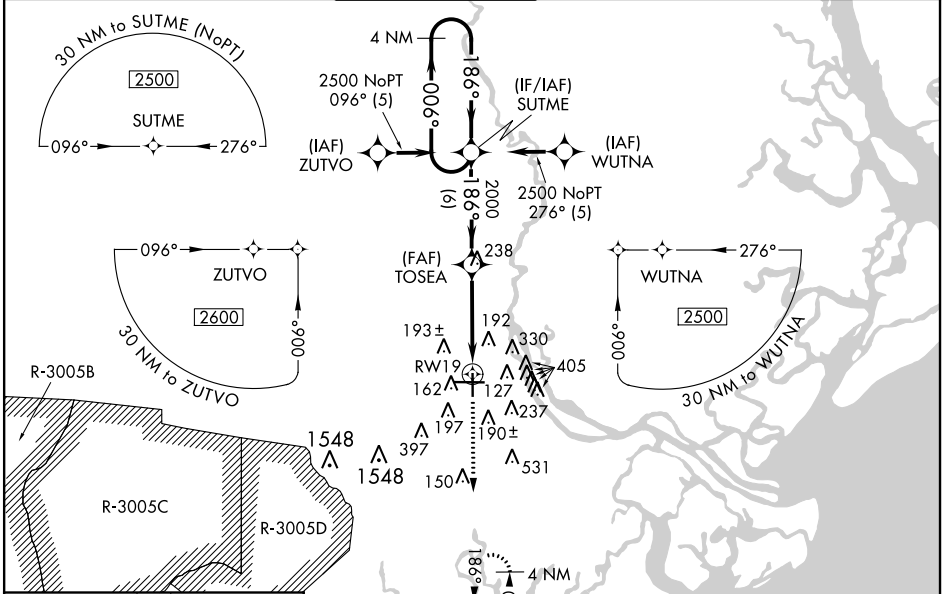 30 NM to SUTME (NoPT)
2500
SUTME
096°
276°
4 NM
006°
186°
2500 NoPT
096° (5)
(IF/IAF)
SUTME
(IAF)
ZUTVO
(IAF)
WUTNA
2500 NoPT
276° (5)
2000
(6)
186°
(FAF)
TOSEA
238
096°
ZUTVO
2600
006°
30 NM to ZUTVO
276°
WUTNA
2500
006°
30 NM to WUTNA
193±
192
330
405
RW19
162
127
197
190±
237
397
531
150
1548
1548
R-3005B
R-3005C
R-3005D
186°
4 NM